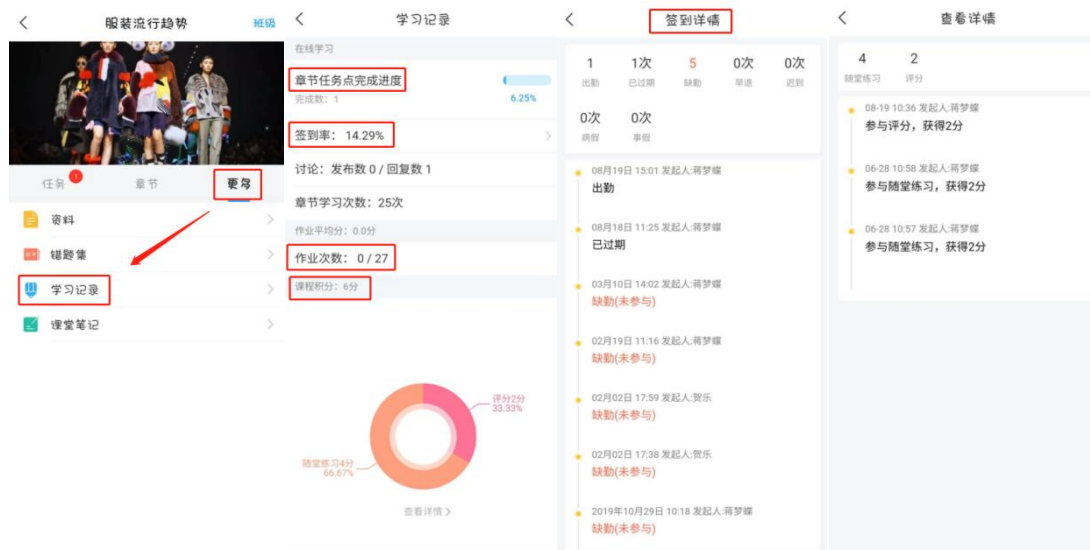 服装流行趋势
班级
任务
1
章节
更多
资料
错题集
学习记录
课堂笔记
学习记录
在线学习
章节任务点完成进度
完成数：1
6.25%
签到率： 14.29%
讨论：发布数 0 / 回复数 1
章节学习次数：25次
作业平均分：0.0分
作业次数： 0 / 27
课程积分：6分
评分2分
33.33%
随堂练习4分
66.67%
查看详情
签到详情
1 1次 5 0次 0次
出勤 已过期 缺勤 早退 迟到
0次 0次
病假 事假
08月19日 15:01 发起人:蒋梦蝶
出勤
08月18日 11:25 发起人:蒋梦蝶
已过期
03月10日 14:02 发起人:蒋梦蝶
缺勤(未参与)
02月19日 11:16 发起人:蒋梦蝶
缺勤(未参与)
02月02日 17:59 发起人:贺乐
缺勤(未参与)
02月02日 17:38 发起人:贺乐
缺勤(未参与)
2019年10月29日 10:18 发起人:蒋梦蝶
缺勤(未参与)
查看详情
4 2
随堂练习 评分
08-19 10:36 发起人:蒋梦蝶
参与评分，获得2分
06-28 10:58 发起人:蒋梦蝶
参与随堂练习，获得2分
06-28 10:57 发起人:蒋梦蝶
参与随堂练习，获得2分